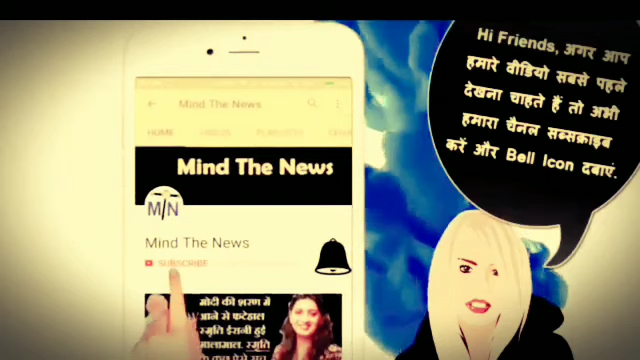 Hi Friends, अगर आप
हमारे वीडियो सबसे पहले
देखना चाहते हैं तो अभी
हमारा चैनल सब्सक्राइब
करें और Bell Icon दबाएं.
Mind The News
HOME VIDEOS PLAYLISTS
Mind The News
M/N
Mind The News
SUBSCRIBE
मोदी की शरण में
आने से फटेहाल
स्मृति ईरानी हुई
मालामाल, स्मृति